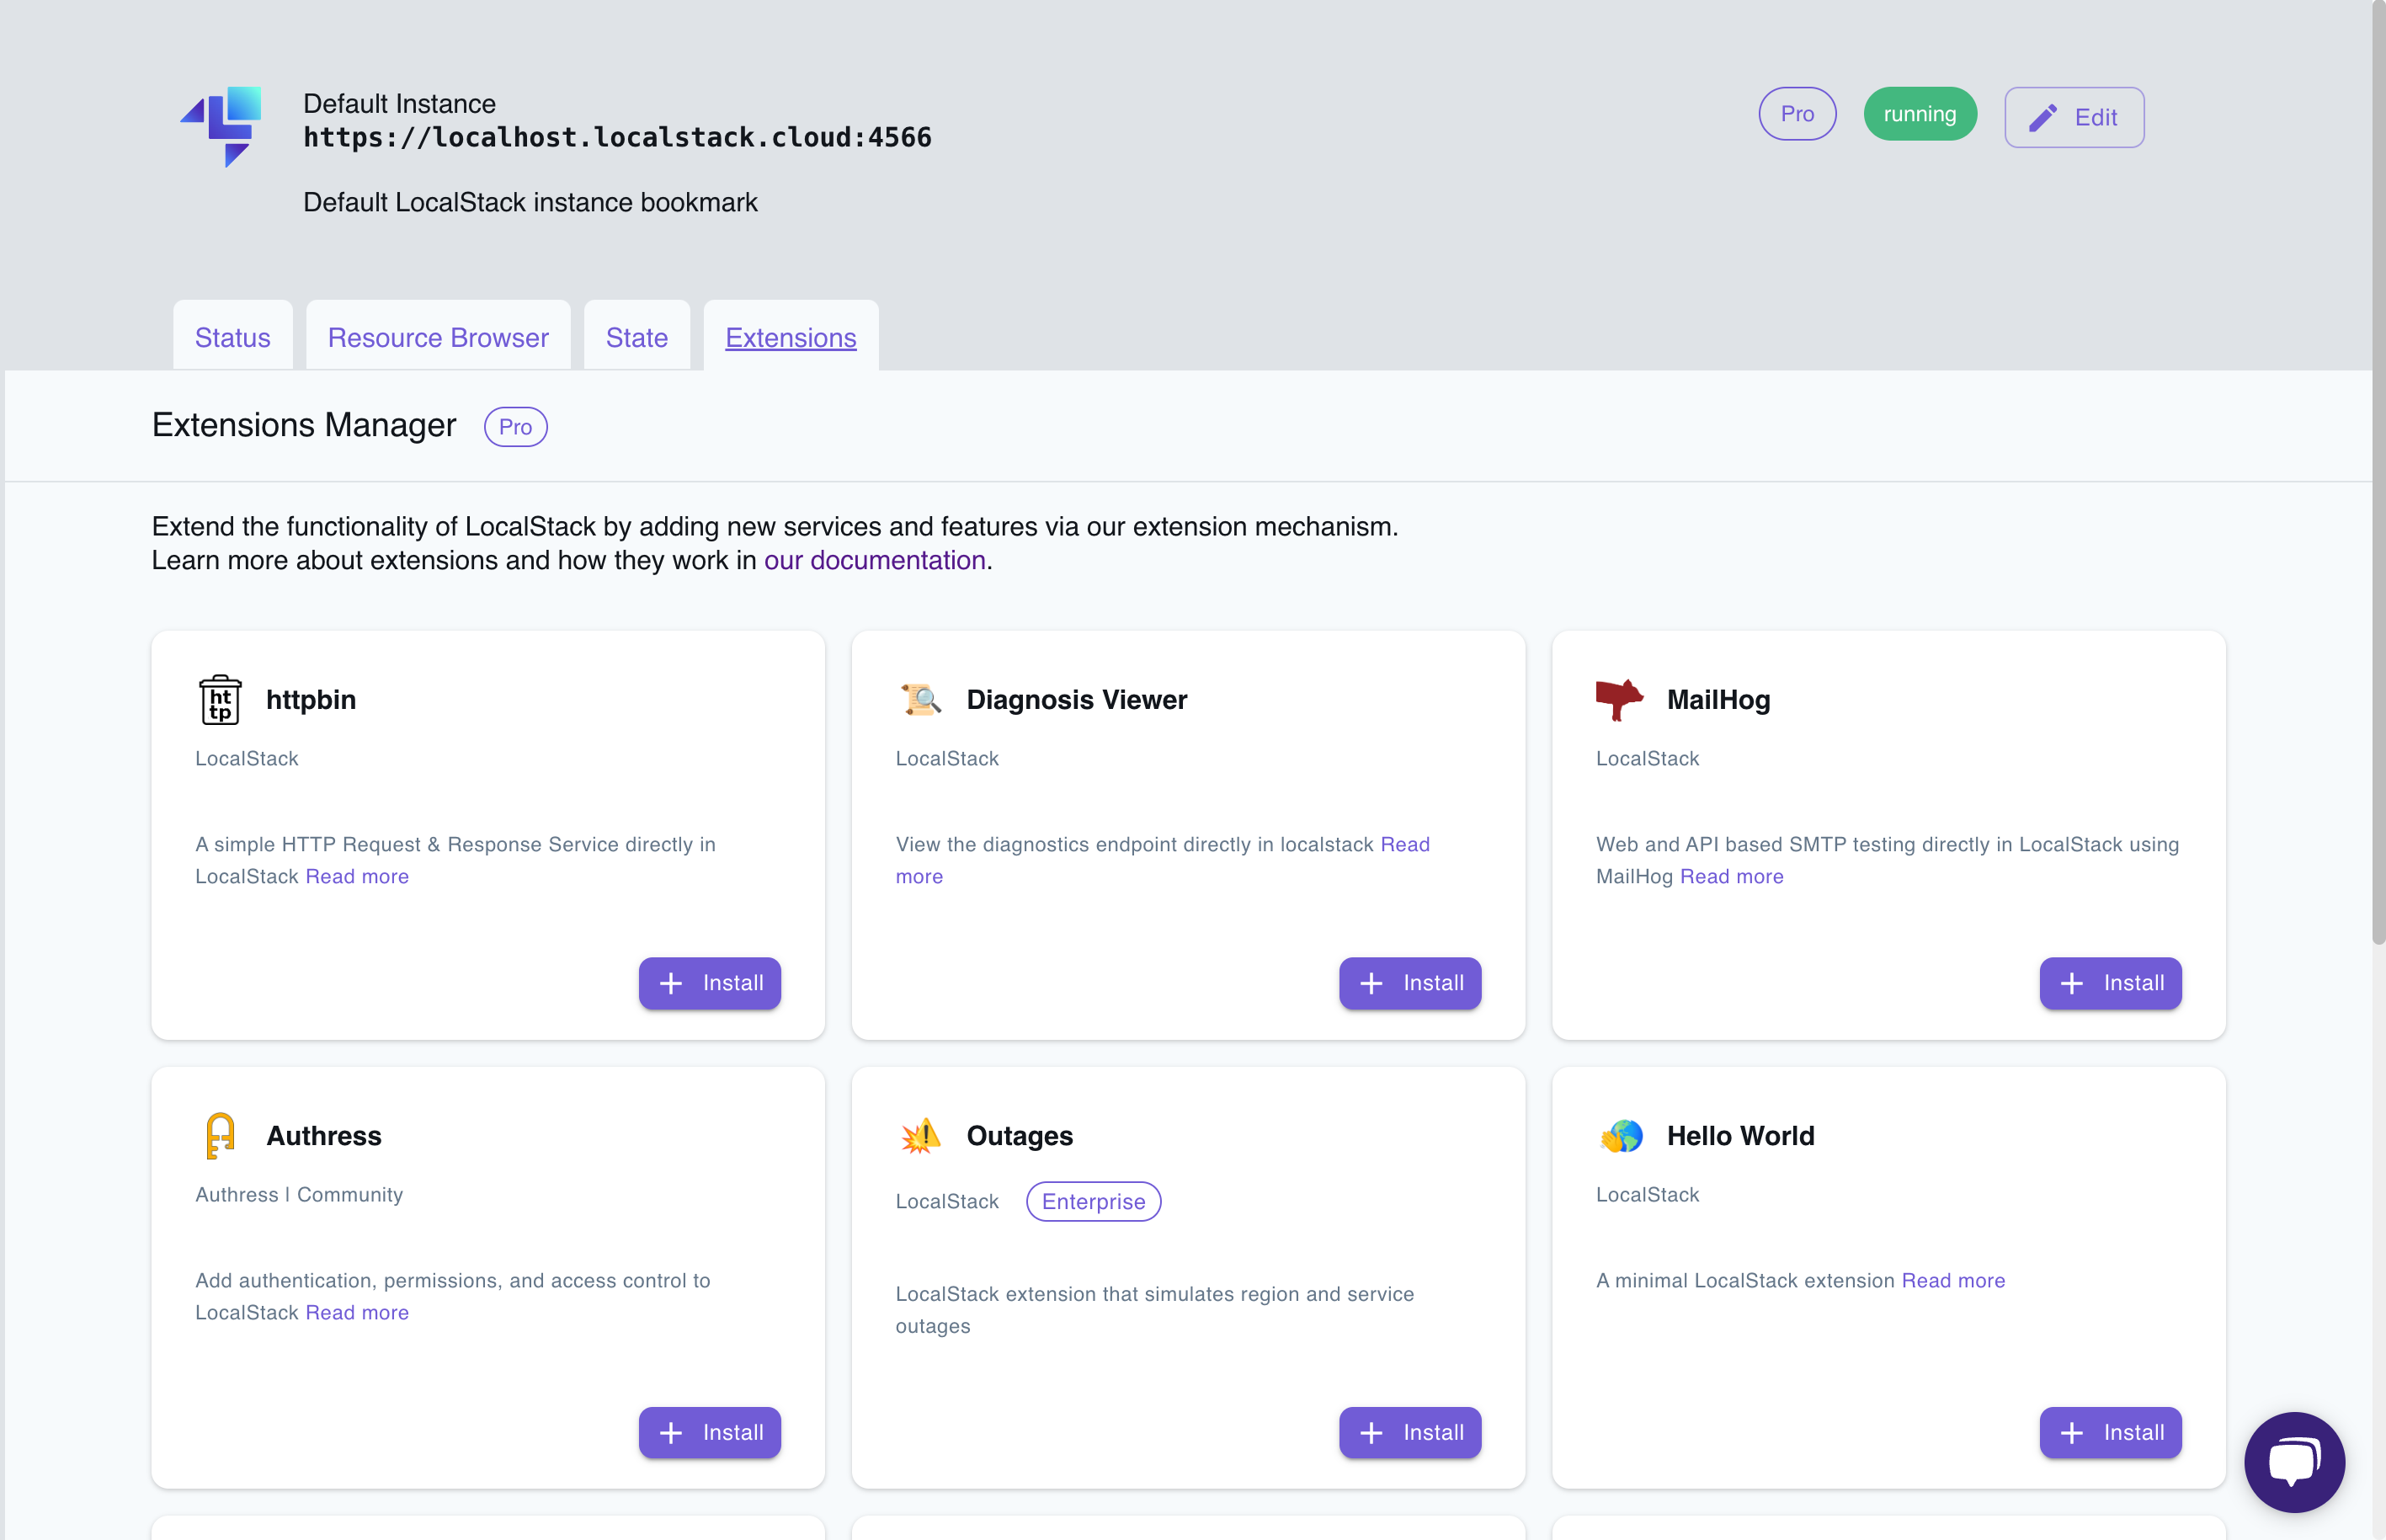 Default Instance
https://localhost.localstack.cloud:4566
Default LocalStack instance bookmark
Pro
running
Edit
Status
Resource Browser
State
Extensions
Extensions Manager
Pro
Extend the functionality of LocalStack by adding new services and features via our extension mechanism.
Learn more about extensions and how they work in our documentation.
ht
tp
httpbin
LocalStack
A simple HTTP Request & Response Service directly in
LocalStack Read more
Install
Diagnosis Viewer
LocalStack
View the diagnostics endpoint directly in localstack Read
more
Install
MailHog
LocalStack
Web and API based SMTP testing directly in LocalStack using
MailHog Read more
Install
Authress
Authress | Community
Add authentication, permissions, and access control to
LocalStack Read more
Install
Outages
LocalStack
Enterprise
LocalStack extension that simulates region and service
outages
Install
Hello World
LocalStack
A minimal LocalStack extension Read more
Install